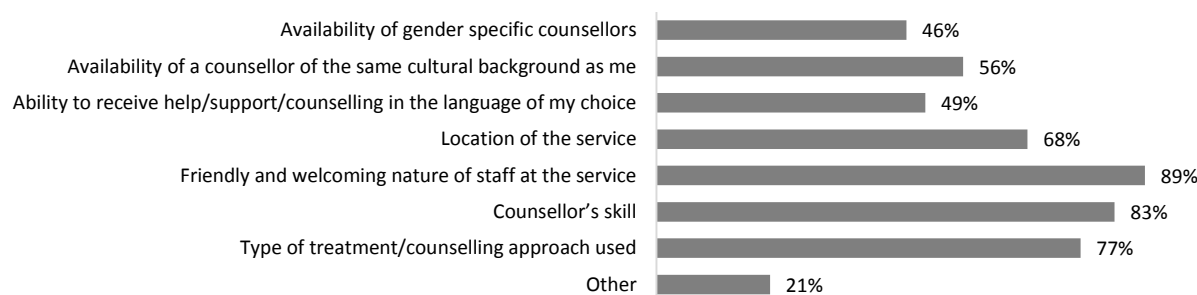 Availability of gender specific counsellors 46%
Availability of a counsellor of the same cultural background as me 56%
Ability to receive help/support/counselling in the language of my choice 49%
Location of the service 68%
Friendly and welcoming nature of staff at the service 89%
Counsellor’s skill 83%
Type of treatment/counselling approach used 77%
Other 21%